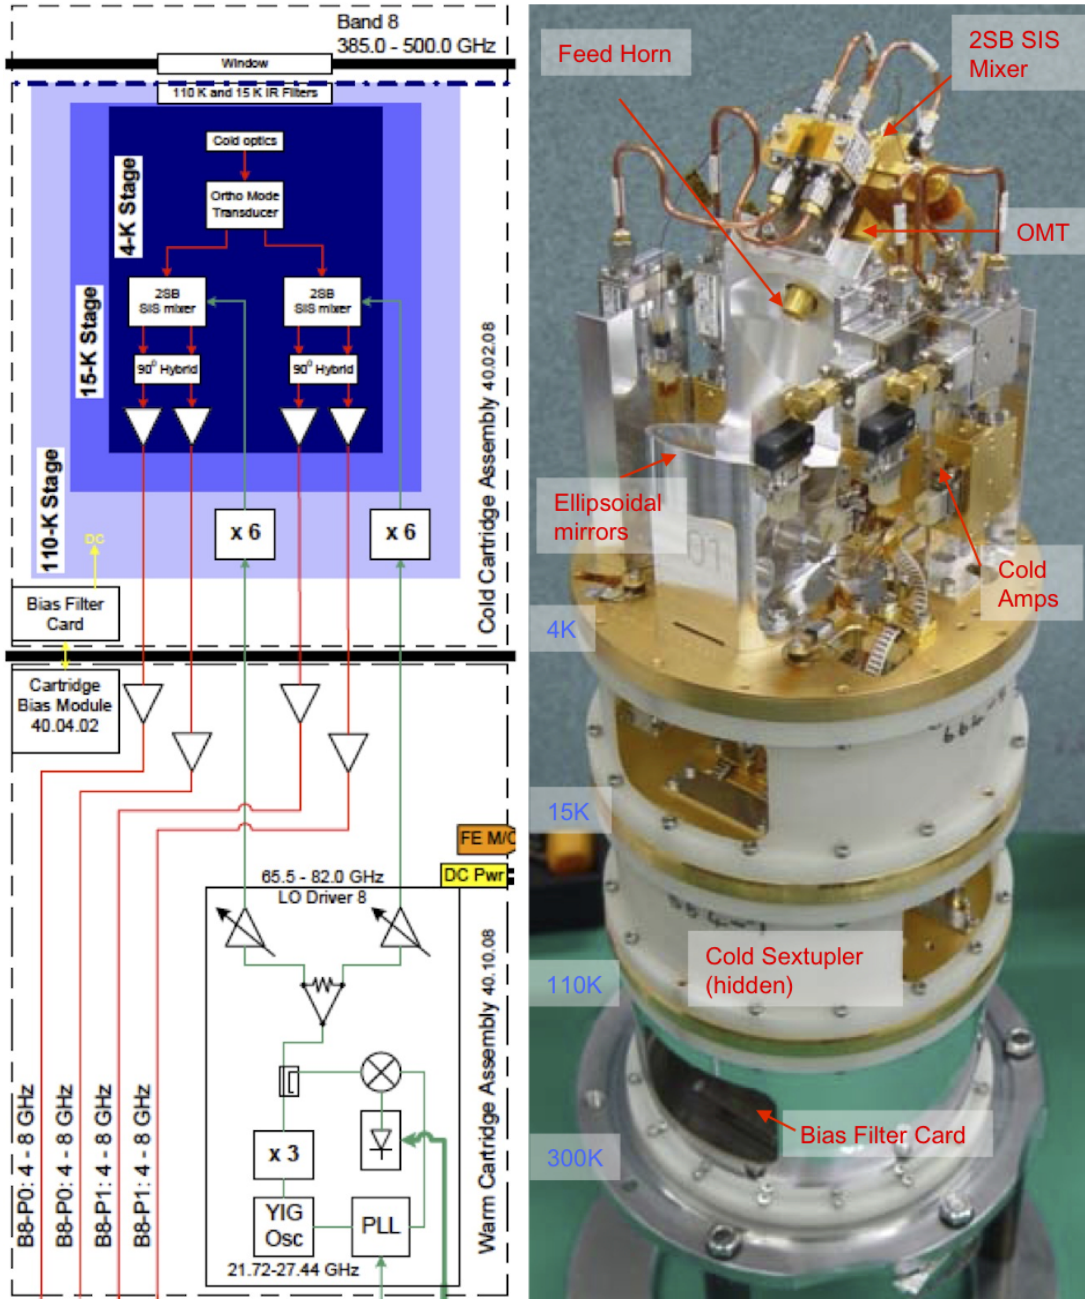 Band 8
385.0 - 500.0 GHz
Window
110 K and 15 K IR Filters
Cold optics
Ortho Mode
Transducer
4-K Stage
15-K Stage
110-K Stage
2SB
SIS mixer
2SB
SIS mixer
90⁰ Hybrid
90⁰ Hybrid
x 6
x 6
DC
Bias Filter
Card
Cold Cartridge Assembly 40.02.08
Cartridge
Bias Module
40.04.02
FE M/C
DC Pwr
65.5 - 82.0 GHz
LO Driver 8
x 3
YIG
Osc
PLL
21.72-27.44 GHz
B8-P0: 4 - 8 GHz
B8-P0: 4 - 8 GHz
B8-P1: 4 - 8 GHz
B8-P1: 4 - 8 GHz
Warm Cartridge Assembly 40.10.08
Feed Horn
2SB SIS
Mixer
OMT
Ellipsoidal
mirrors
01
Cold
Amps
4K
15K
Cold Sextupler
(hidden)
110K
Bias Filter Card
300K